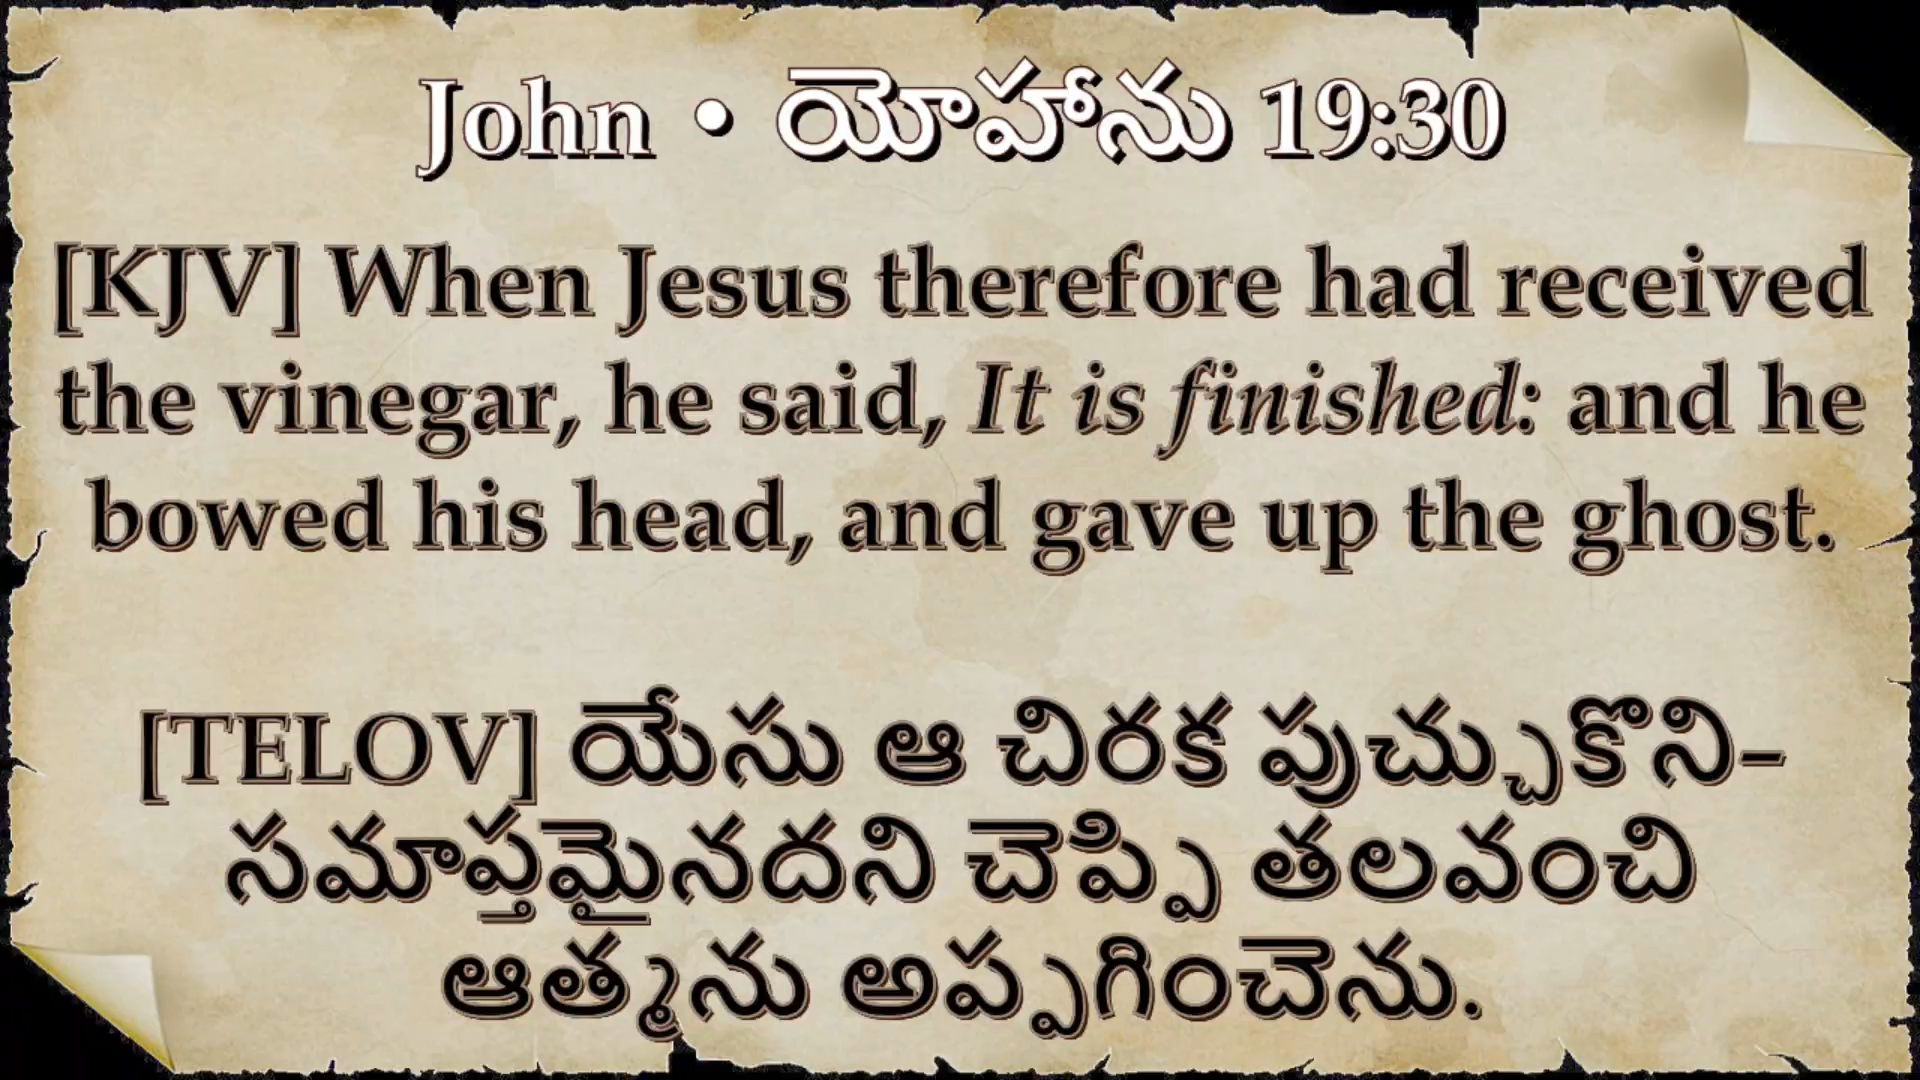 John • యోహాను 19:30
[KJV] When Jesus therefore had received
the vinegar, he said, It is finished: and he
bowed his head, and gave up the ghost.
[TELOV] యేసు ఆ చిరక పుచ్చుకొని–
సమాప్తమైనదని చెప్పి తలవంచి
ఆత్మను అప్పగించెను.